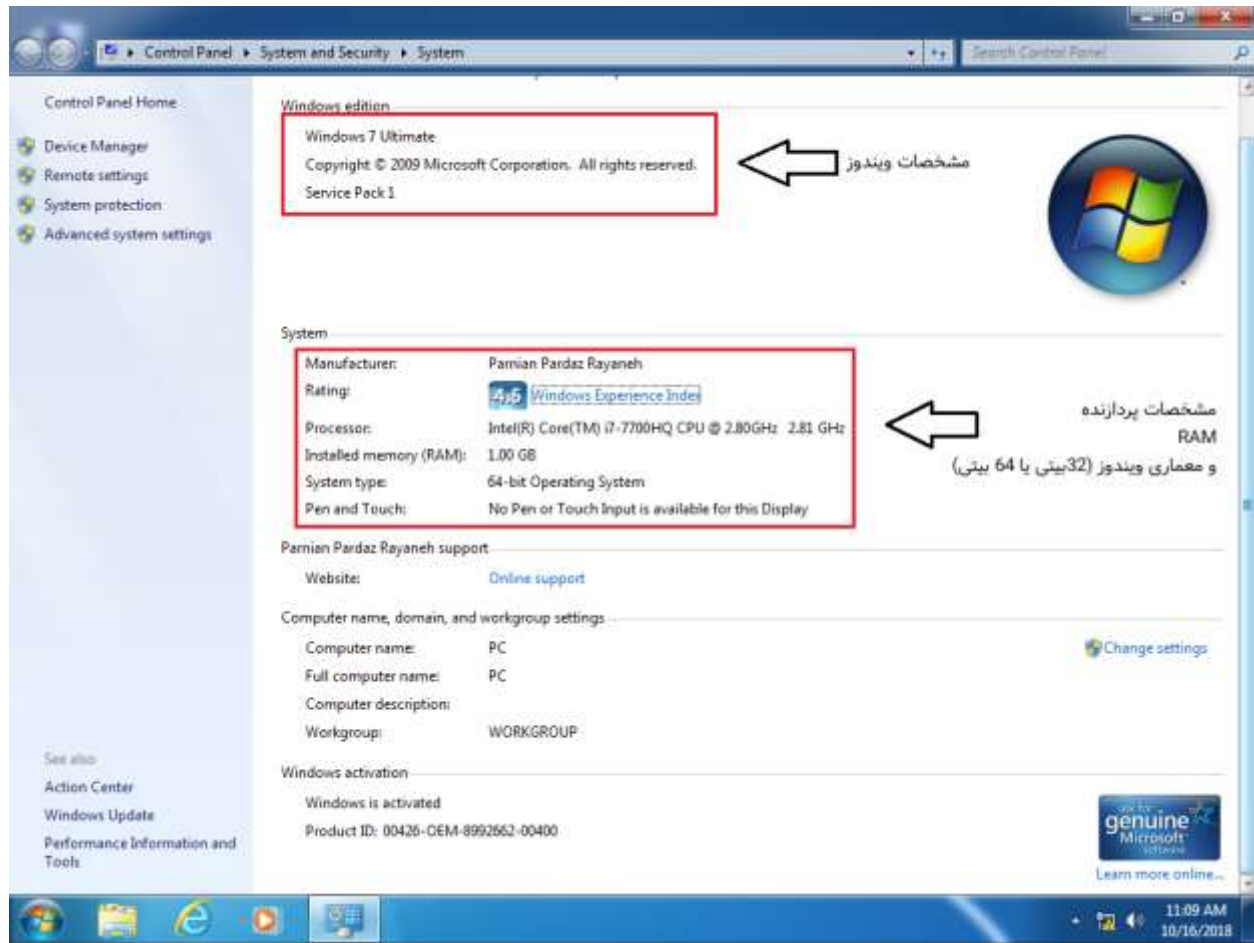 Control Panel ▸ System and Security ▸ System
Search Control Panel
Control Panel Home
Device Manager
Remote settings
System protection
Advanced system settings
Windows edition
Windows 7 Ultimate
Copyright © 2009 Microsoft Corporation. All rights reserved.
Service Pack 1
مشخصات ویندوز
System
Manufacturer: Parnian Pardaz Rayaneh
Rating: 4,6 Windows Experience Index
Processor: Intel(R) Core(TM) i7-7700HQ CPU @ 2.80GHz 2.81 GHz
Installed memory (RAM): 1.00 GB
System type: 64-bit Operating System
Pen and Touch: No Pen or Touch Input is available for this Display
مشخصات پردازنده
RAM
و معماری ویندوز (32بیتی یا 64 بیتی)
Parnian Pardaz Rayaneh support
Website: Online support
Computer name, domain, and workgroup settings
Computer name: PC
Change settings
Full computer name: PC
Computer description:
Workgroup: WORKGROUP
Windows activation
Windows is activated
Product ID: 00426-OEM-8992662-00400
See also
Action Center
Windows Update
Performance Information and
Tools
ask for
genuine
Microsoft
software
Learn more online...
11:09 AM
10/16/2018